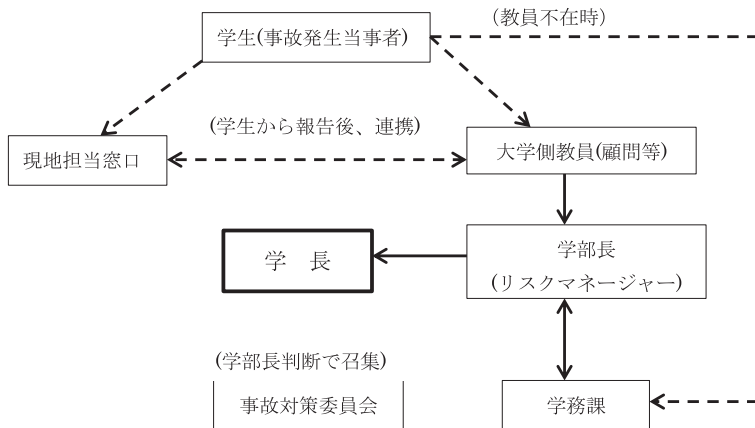 (教員不在時)
学生(事故発生当事者)
(学生から報告後、連携)
現地担当窓口
大学側教員(顧問等)
学部長
(リスクマネージャー)
学　長
(学部長判断で召集)
事故対策委員会
学務課